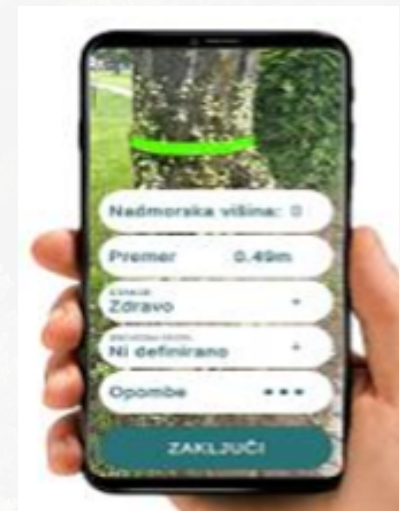 Nadmorska višina: 0
Premer 0.49m
Zdravo
Ni definirano
Opombe •••
ZAKLJUČI